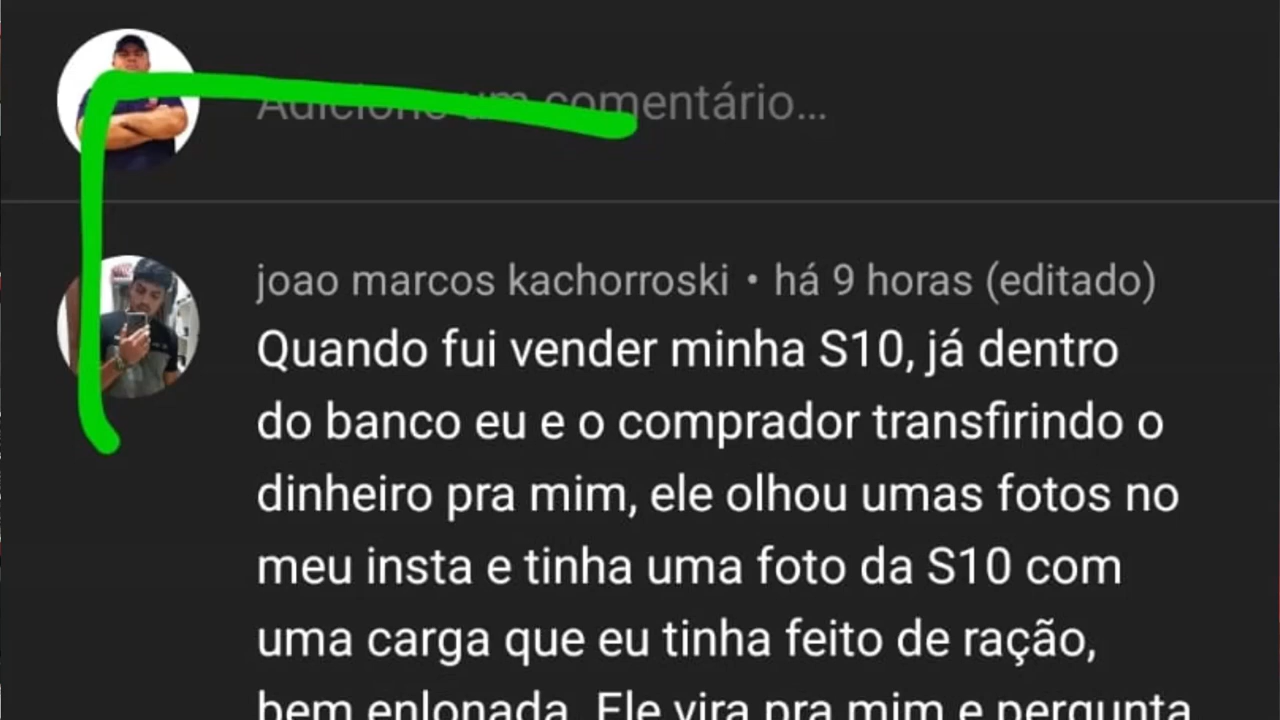 Adicione um comentário...
joao marcos kachorroski • há 9 horas (editado)
Quando fui vender minha S10, já dentro
do banco eu e o comprador transfirindo o
dinheiro pra mim, ele olhou umas fotos no
meu insta e tinha uma foto da S10 com
uma carga que eu tinha feito de ração,
bem enlonada. Ele vira pra mim e pergunta